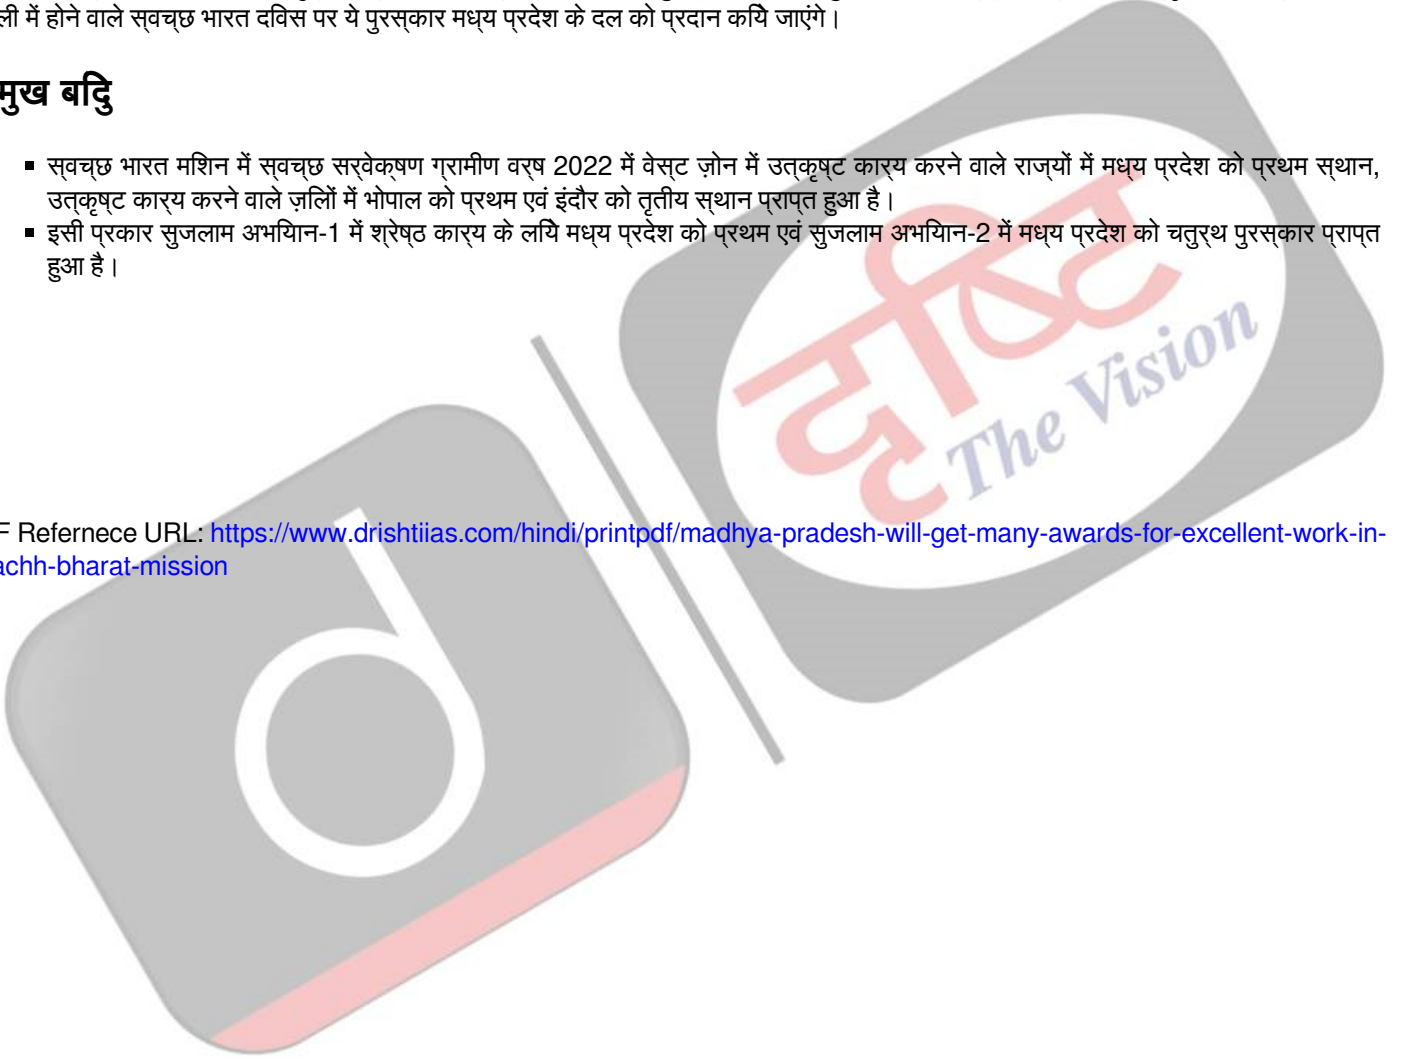 ली में होने वाले स्वच्छ भारत दिवस पर ये पुरस्कार मध्य प्रदेश के दल को प्रदान किये जाएंगे।
मुख बिंदु
▪ स्वच्छ भारत मिशन में स्वच्छ सर्वेक्षण ग्रामीण वर्ष 2022 में वेस्ट ज़ोन में उत्कृष्ट कार्य करने वाले राज्यों में मध्य प्रदेश को प्रथम स्थान,
उत्कृष्ट कार्य करने वाले ज़िलों में भोपाल को प्रथम एवं इंदौर को तृतीय स्थान प्राप्त हुआ है।
▪ इसी प्रकार सुजलाम अभियान-1 में श्रेष्ठ कार्य के लिये मध्य प्रदेश को प्रथम एवं सुजलाम अभियान-2 में मध्य प्रदेश को चतुर्थ पुरस्कार प्राप्त
हुआ है।
दृष्टि
The Vision
F Refernece URL: https://www.drishtiias.com/hindi/printpdf/madhya-pradesh-will-get-many-awards-for-excellent-work-in-
achh-bharat-mission
d